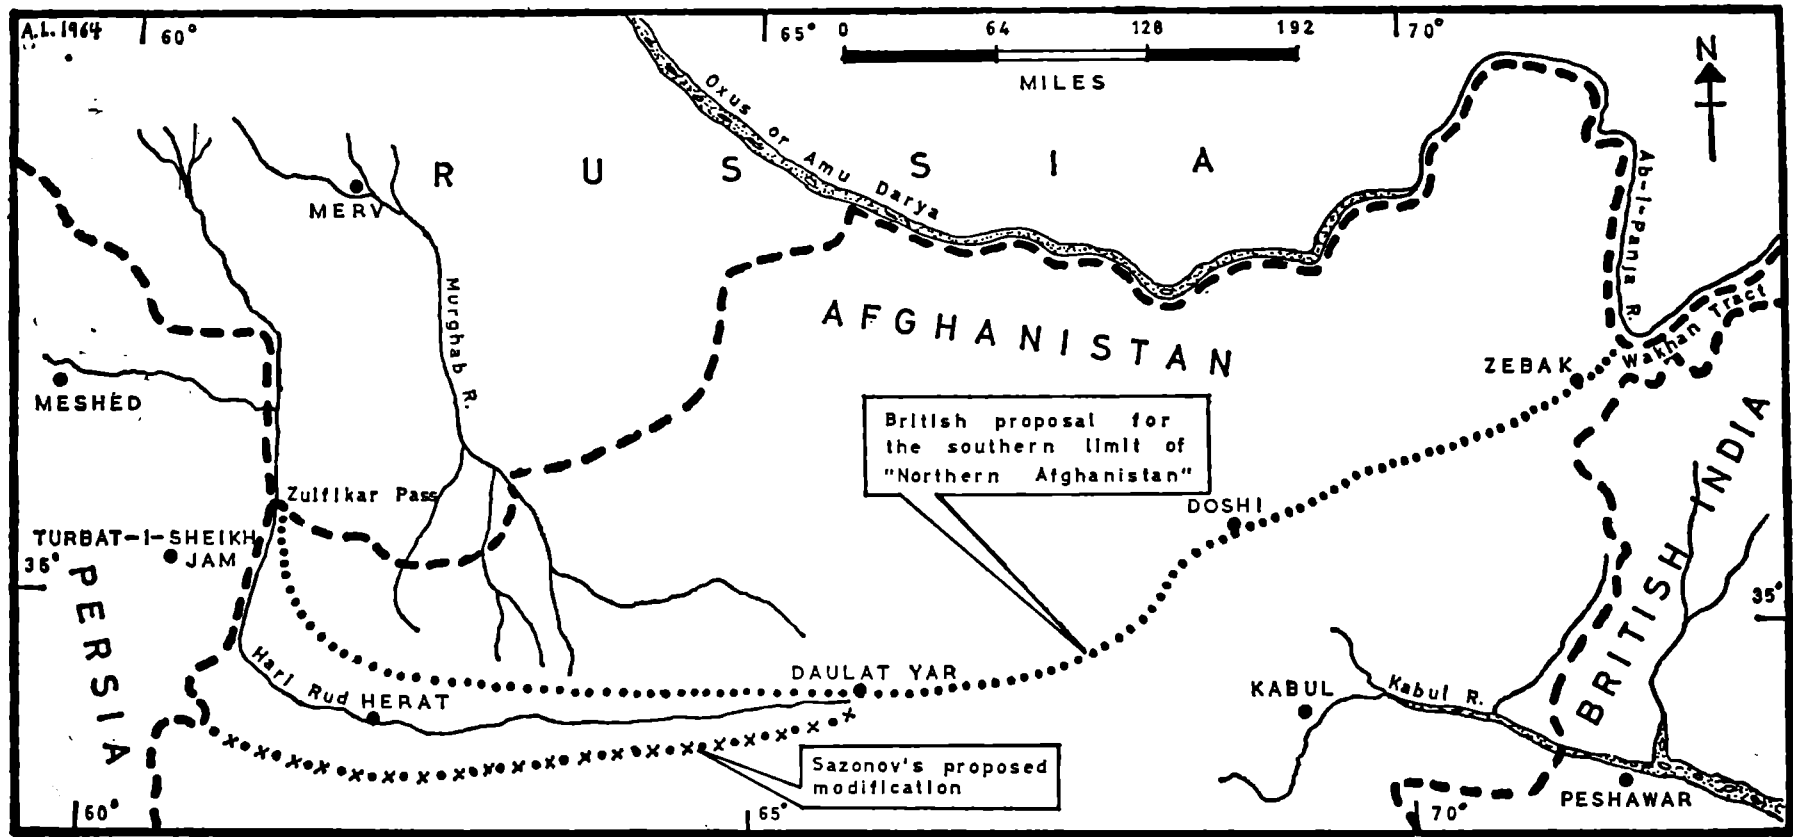 A.L.1964
60°
65°
0 64 128 192
70°
MILES
N
Oxus or Amu Darya
RUSSIA
MERV
Murghab R.
Ab-i-Panja R.
AFGHANISTAN
Wakhan Tract
ZEBAK
MESHED
British proposal for
the southern limit of
"Northern Afghanistan"
BRITISH INDIA
Zulfikar Pass
DOSHI
TURBAT-I-SHEIKH
JAM
35°
35°
PERSIA
Hari Rud
HERAT
DAULAT YAR
KABUL
Kabul R.
Sazonov's proposed
modification
PESHAWAR
60°
65°
70°